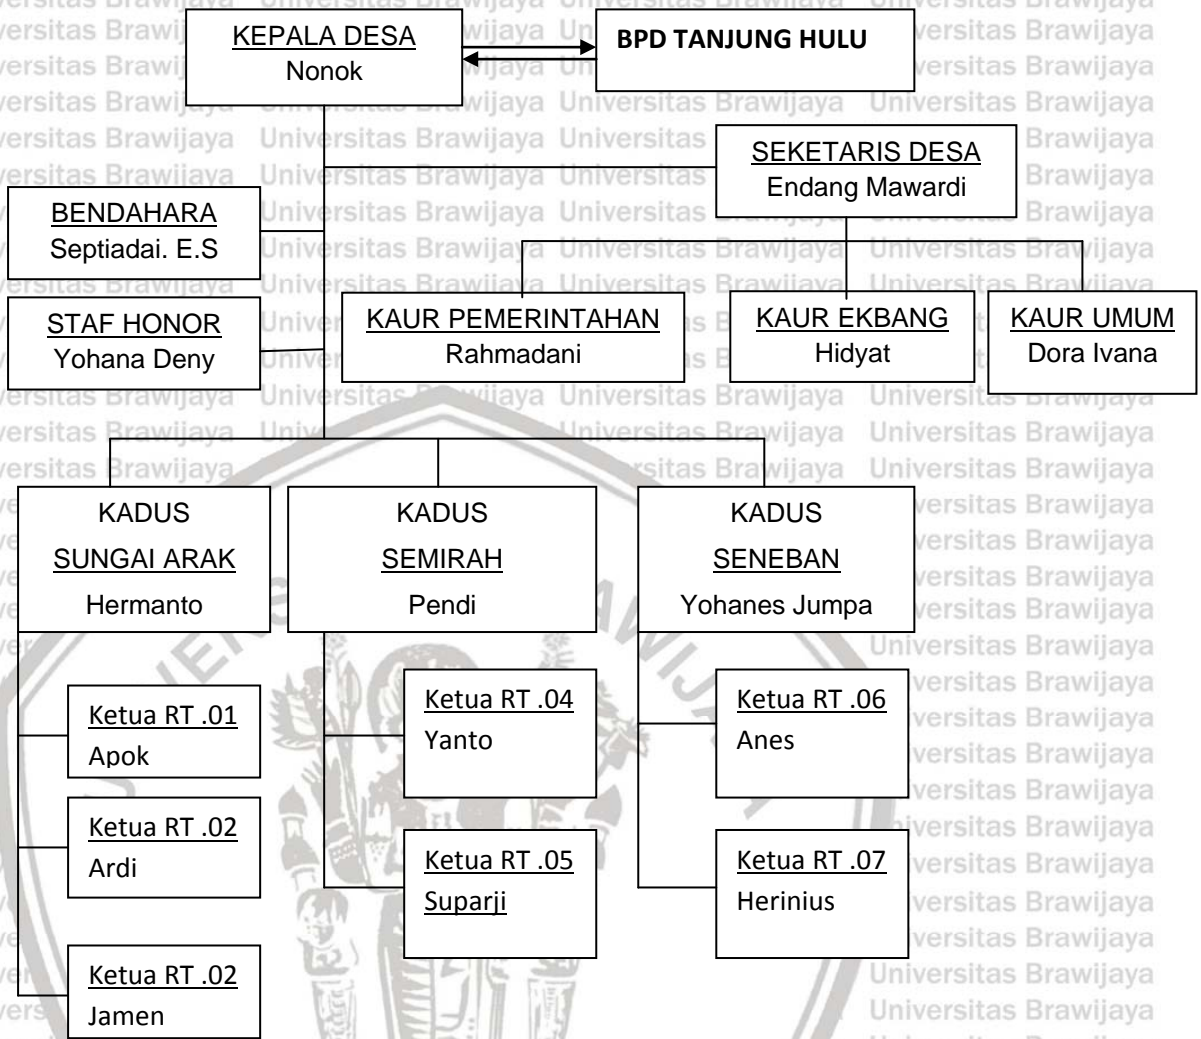 KEPALA DESA
Nonok
BPD TANJUNG HULU
SEKETARIS DESA
Endang Mawardi
BENDAHARA
Septiadai. E.S
STAF HONOR
Yohana Deny
KAUR PEMERINTAHAN
Rahmadani
KAUR EKBANG
Hidyat
KAUR UMUM
Dora Ivana
KADUS
SUNGAI ARAK
Hermanto
KADUS
SEMIRAH
Pendi
KADUS
SENEBAN
Yohanes Jumpa
Ketua RT .01
Apok
Ketua RT .02
Ardi
Ketua RT .02
Jamen
Ketua RT .04
Yanto
Ketua RT .05
Suparji
Ketua RT .06
Anes
Ketua RT .07
Herinius
Universitas Brawijaya